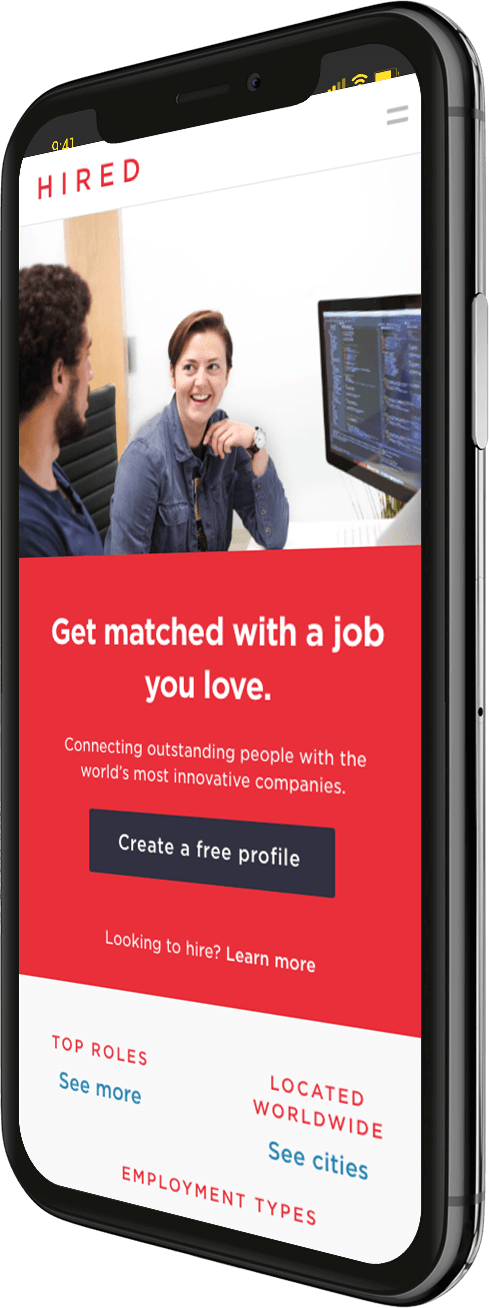 9:41
HIRED
Get matched with a job
you love.
Connecting outstanding people with the
world's most innovative companies.
Create a free profile
Looking to hire? Learn more
TOP ROLES
See more
LOCATED
WORLDWIDE
See cities
EMPLOYMENT TYPES